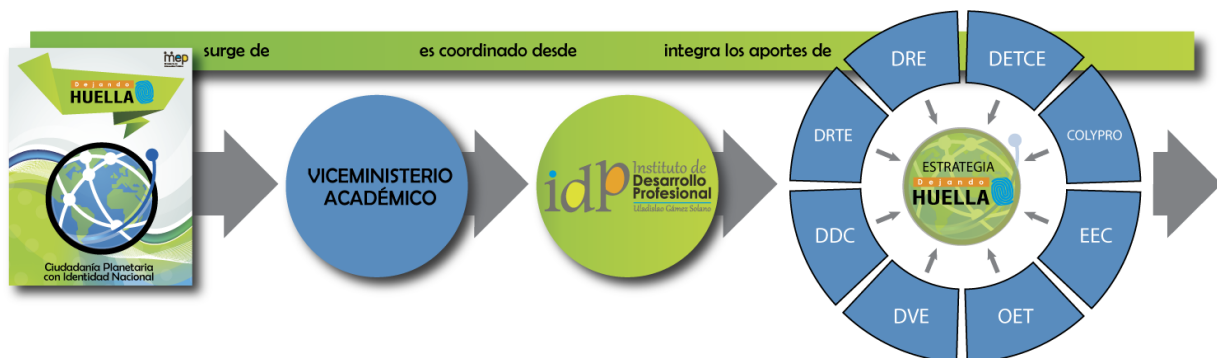 surge de
es coordinado desde
integra los aportes de
mep
Dejando
HUELLA
Ciudadanía Planetaria
con Identidad Nacional
VICEMINISTERIO
ACADÉMICO
idp
Instituto de
Desarrollo
Profesional
Uladislao Gámez Solano
DRE
DETCE
DRTE
COLYPRO
DDC
EEC
DVE
OET
ESTRATEGIA
Dejando
HUELLA